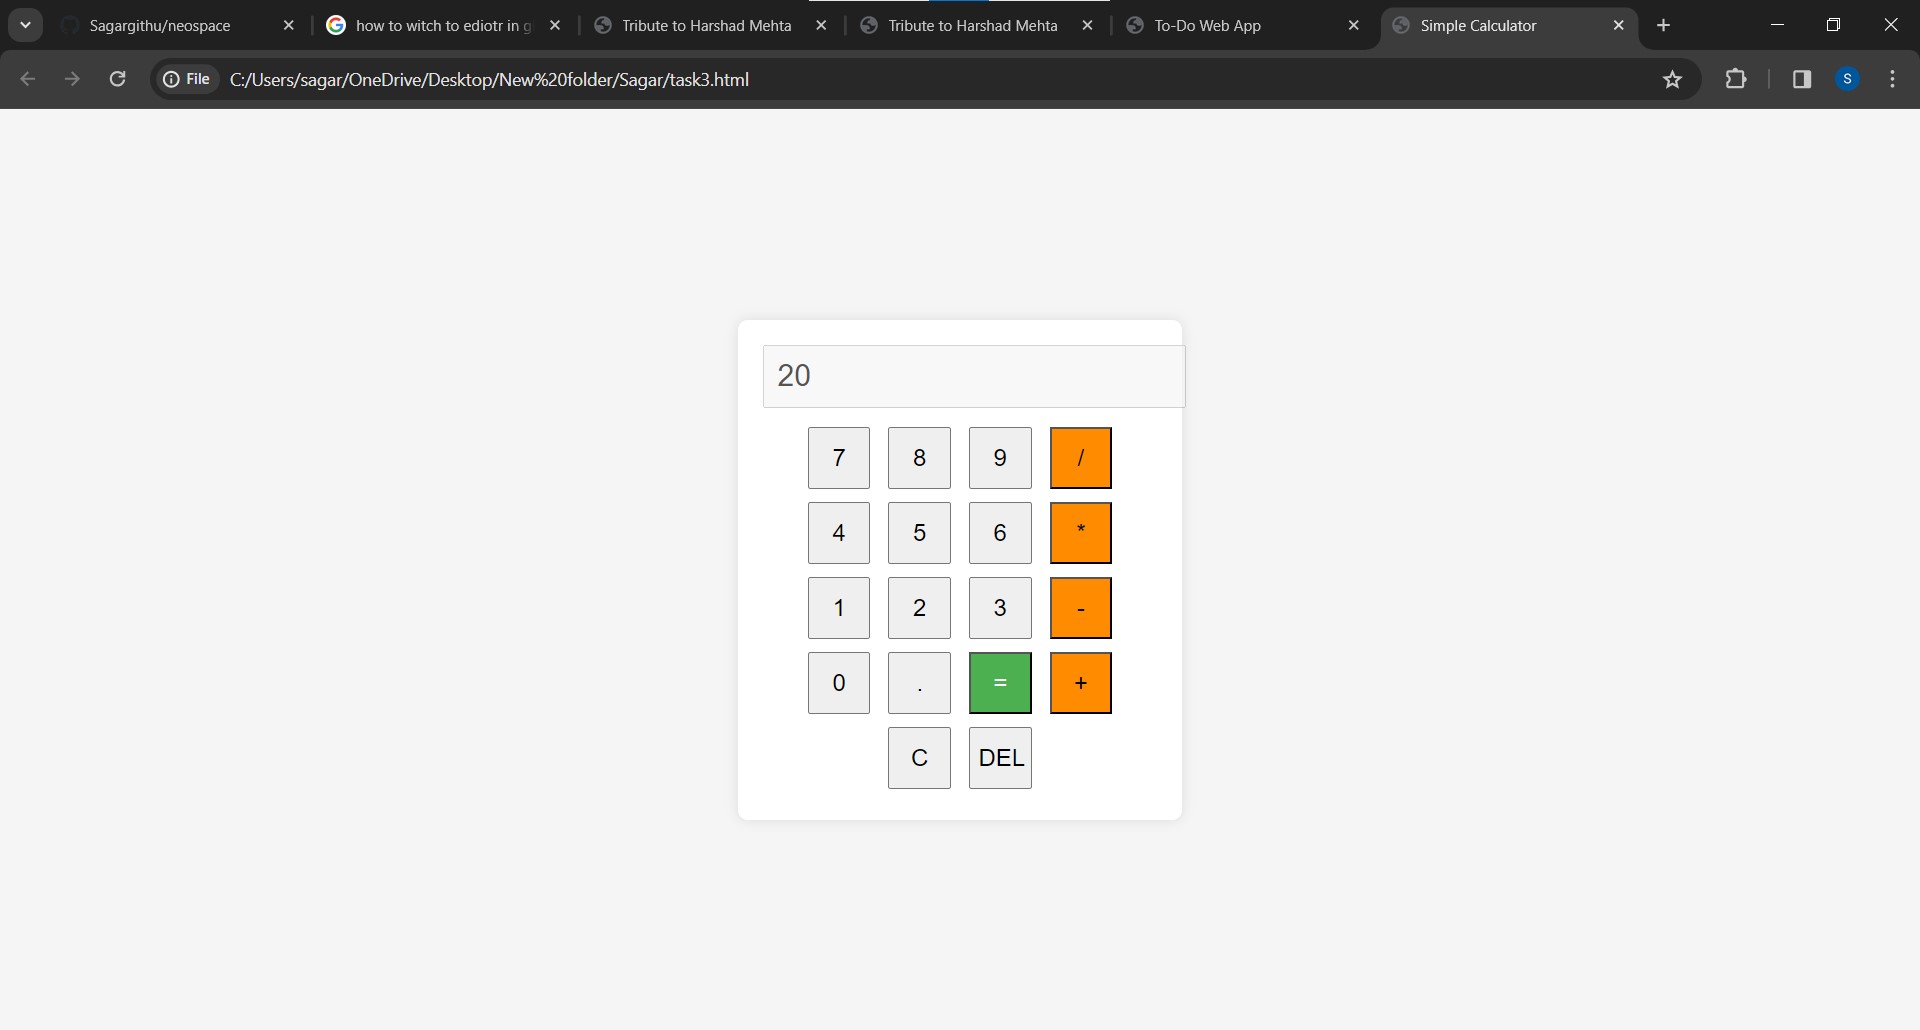 Sagargithu/neospace
how to witch to ediotr in g
Tribute to Harshad Mehta
Tribute to Harshad Mehta
To-Do Web App
Simple Calculator
File
C:/Users/sagar/OneDrive/Desktop/New%20folder/Sagar/task3.html
S
20
7 8 9 /
4 5 6 *
1 2 3 -
0 . = +
C DEL